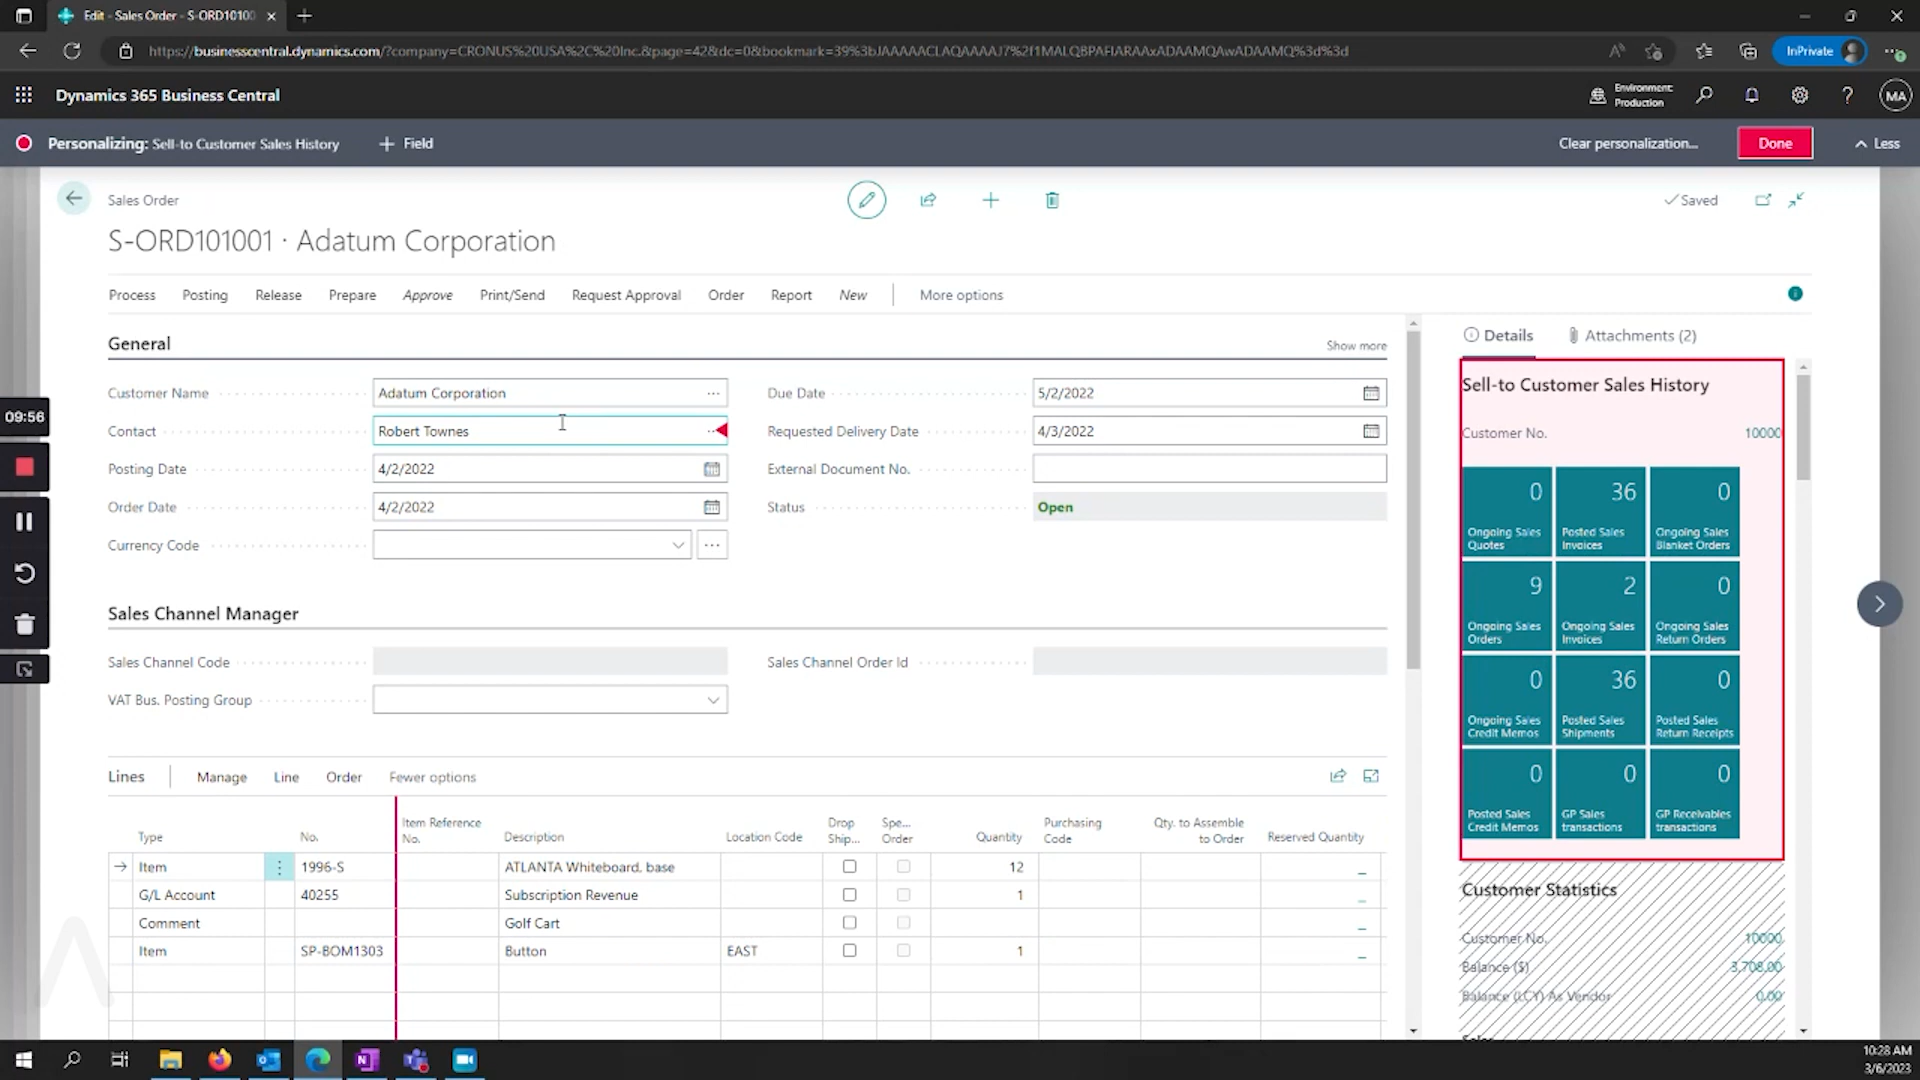 Edit - Sales Order - S-ORD10100
https://businesscentral.dynamics.com/?company=CRONUS%20USA%2C%20Inc.&page=42&dc=0&bookmark=39%3bJAAAAACLAQAAAAJ7%2f1MALQBPAFIARAAxADAAMQAwADAAMQ%3d%3d
InPrivate
Dynamics 365 Business Central
Environment:
Production
MA
Personalizing: Sell-to Customer Sales History
+ Field
Clear personalization...
Done
Less
Sales Order
Saved
S-ORD101001 · Adatum Corporation
Process Posting Release Prepare Approve Print/Send Request Approval Order Report New More options
General
Show more
Customer Name Adatum Corporation
Due Date 5/2/2022
Contact Robert Townes
Requested Delivery Date 4/3/2022
Posting Date 4/2/2022
External Document No.
Order Date 4/2/2022
Status Open
Currency Code
Sales Channel Manager
Sales Channel Code
Sales Channel Order Id
VAT Bus. Posting Group
Lines Manage Line Order Fewer options
Type No. Item Reference No. Description Location Code Drop Ship... Spe... Order Quantity Purchasing Code Qty. to Assemble to Order Reserved Quantity
Item 1996-S ATLANTA Whiteboard, base 12 _
G/L Account 40255 Subscription Revenue 1 _
Comment Golf Cart _
Item SP-BOM1303 Button EAST 1 _
Details Attachments (2)
Sell-to Customer Sales History
Customer No. 10000
0 36 0
Ongoing Sales Quotes Posted Sales Invoices Ongoing Sales Blanket Orders
9 2 0
Ongoing Sales Orders Ongoing Sales Invoices Ongoing Sales Return Orders
0 36 0
Ongoing Sales Credit Memos Posted Sales Shipments Posted Sales Return Receipts
0 0 0
Posted Sales Credit Memos GP Sales transactions GP Receivables transactions
Customer Statistics
Customer No. 10000
Balance ($) 3,708.00
Balance (LCY) As Vendor 0.00
Sales
09:56
10:28 AM
3/6/2023